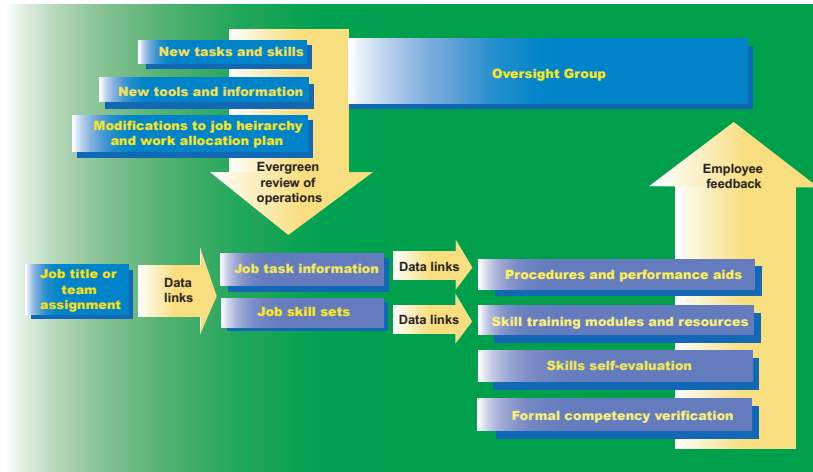 New tasks and skills
New tools and information
Modifications to job heirarchy
and work allocation plan
Oversight Group
Evergreen
review of
operations
Employee
feedback
Job title or
team
assignment
Data
links
Job task information
Job skill sets
Data links
Data links
Procedures and performance aids
Skill training modules and resources
Skills self-evaluation
Formal competency verification